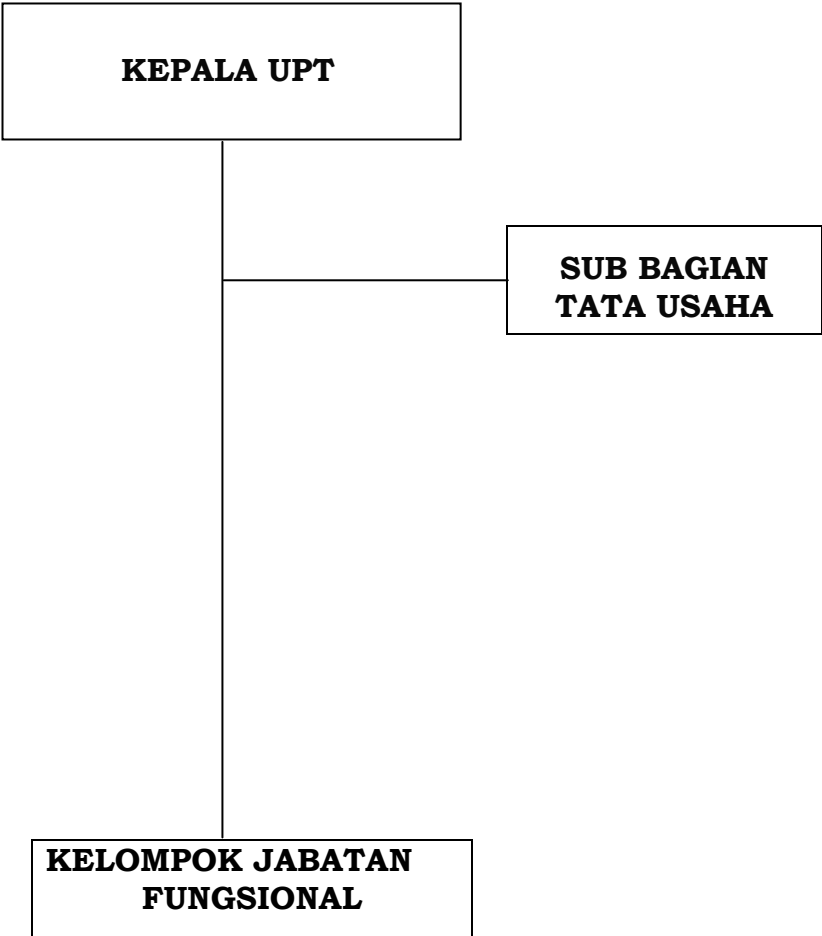 KEPALA UPT
SUB BAGIAN
TATA USAHA
KELOMPOK JABATAN
FUNGSIONAL